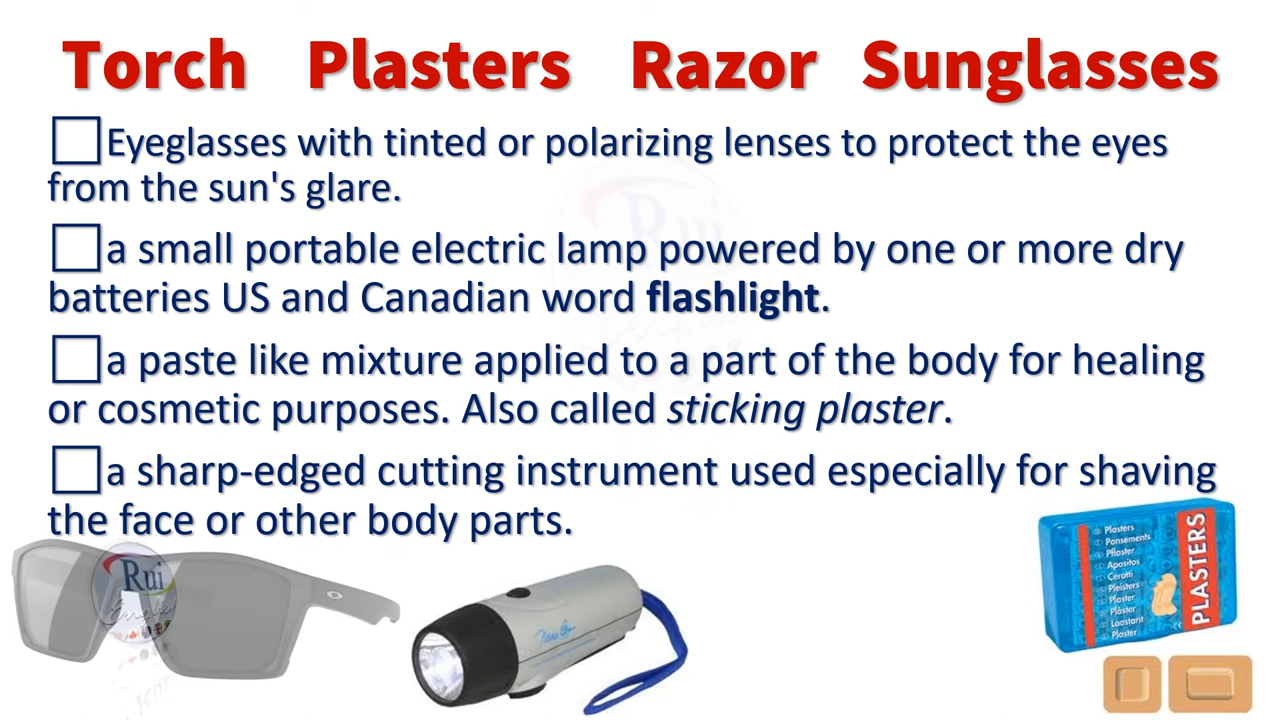 Torch Plasters Razor Sunglasses
Eyeglasses with tinted or polarizing lenses to protect the eyes
from the sun's glare.
a small portable electric lamp powered by one or more dry
batteries US and Canadian word flashlight.
a paste like mixture applied to a part of the body for healing
or cosmetic purposes. Also called sticking plaster.
a sharp-edged cutting instrument used especially for shaving
the face or other body parts.
Rui
Plasters
Pansements
Pflaster
Apositos
Cerotti
Pleisters
Plaster
Plåster
Laastarit
Plaster
PLASTERS